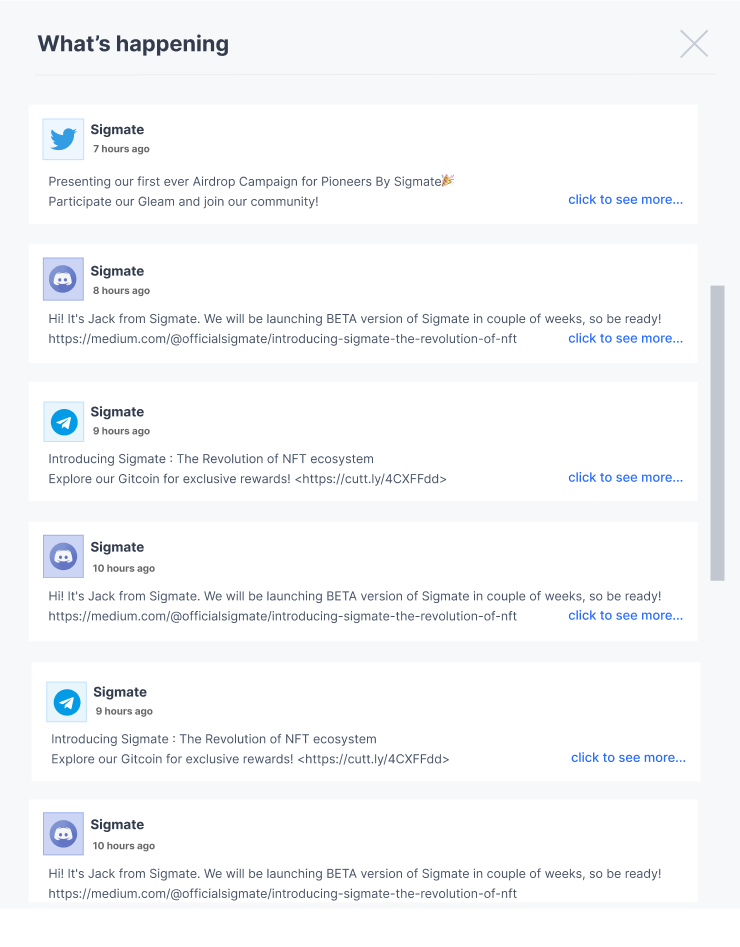 What’s happening
Sigmate
7 hours ago
Presenting our first ever Airdrop Campaign for Pioneers By Sigmate🎉
Participate our Gleam and join our community!
click to see more...
Sigmate
8 hours ago
Hi! It's Jack from Sigmate. We will be launching BETA version of Sigmate in couple of weeks, so be ready!
https://medium.com/@officialsigmate/introducing-sigmate-the-revolution-of-nft
click to see more...
Sigmate
9 hours ago
Introducing Sigmate : The Revolution of NFT ecosystem
Explore our Gitcoin for exclusive rewards! <https://cutt.ly/4CXFFdd>
click to see more...
Sigmate
10 hours ago
Hi! It's Jack from Sigmate. We will be launching BETA version of Sigmate in couple of weeks, so be ready!
https://medium.com/@officialsigmate/introducing-sigmate-the-revolution-of-nft
click to see more...
Sigmate
9 hours ago
Introducing Sigmate : The Revolution of NFT ecosystem
Explore our Gitcoin for exclusive rewards! <https://cutt.ly/4CXFFdd>
click to see more...
Sigmate
10 hours ago
Hi! It's Jack from Sigmate. We will be launching BETA version of Sigmate in couple of weeks, so be ready!
https://medium.com/@officialsigmate/introducing-sigmate-the-revolution-of-nft